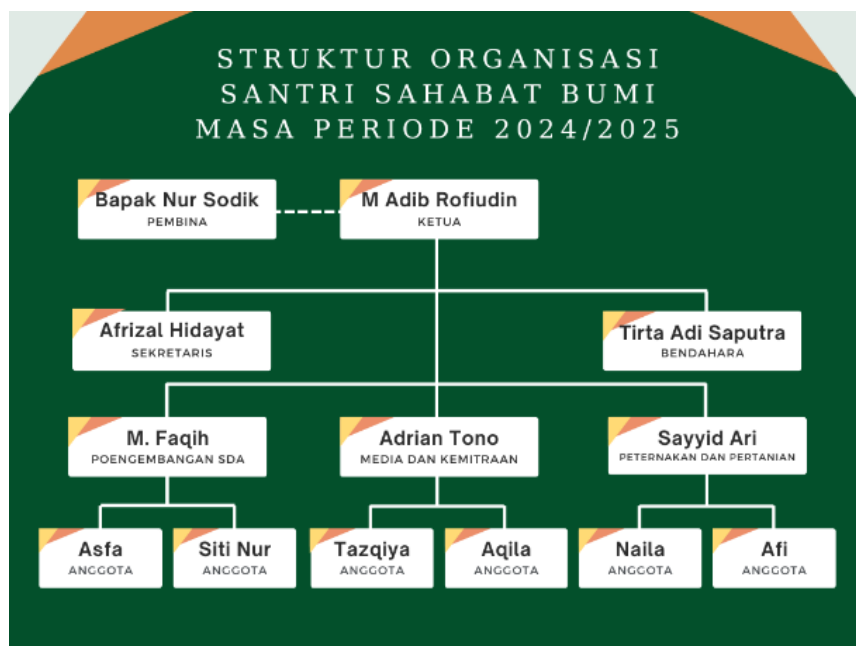 STRUKTUR ORGANISASI
SANTRI SAHABAT BUMI
MASA PERIODE 2024/2025
Bapak Nur Sodik
PEMBINA
M Adib Rofiudin
KETUA
Afrizal Hidayat
SEKRETARIS
Tirta Adi Saputra
BENDAHARA
M. Faqih
POENGEMBANGAN SDA
Adrian Tono
MEDIA DAN KEMITRAAN
Sayyid Ari
PETERNAKAN DAN PERTANIAN
Asfa
ANGGOTA
Siti Nur
ANGGOTA
Tazqiya
ANGGOTA
Aqila
ANGGOTA
Naila
ANGGOTA
Afi
ANGGOTA